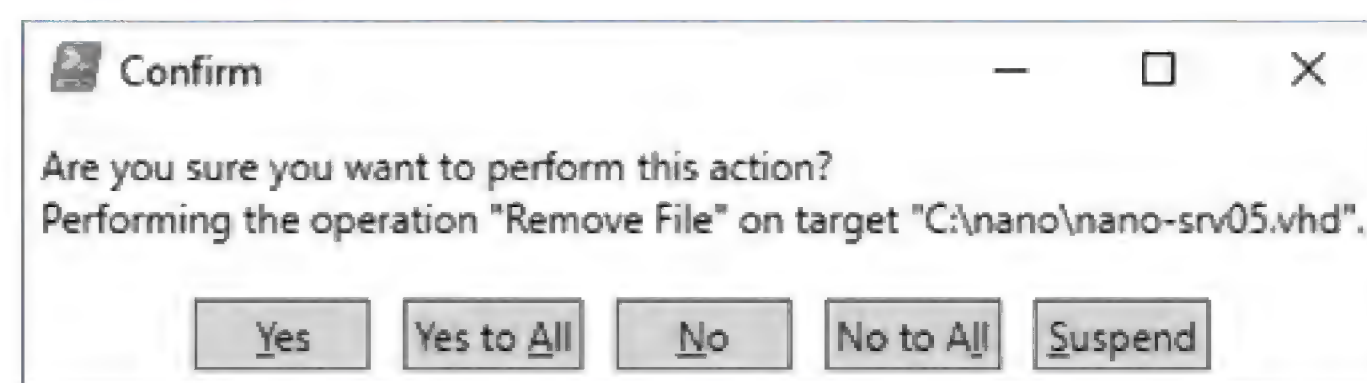 Confirm
Are you sure you want to perform this action?
Performing the operation "Remove File" on target "C:\nano\nano-srv05.vhd".
Yes Yes to All No No to All Suspend